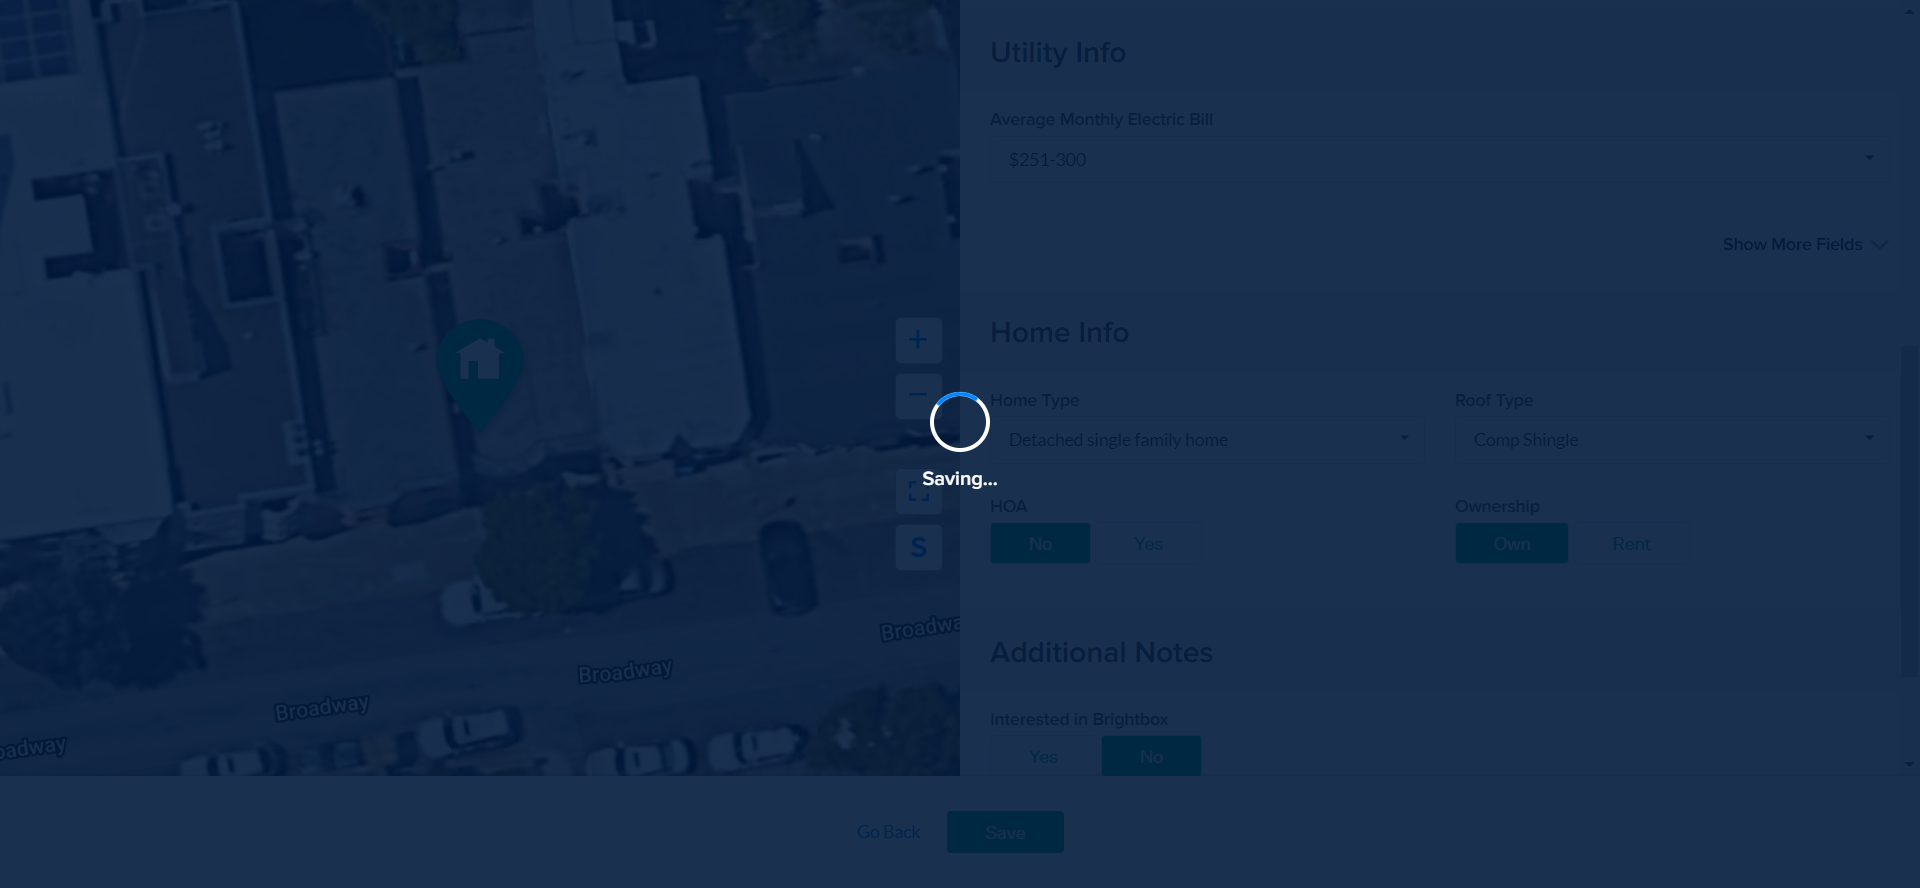 Utility Info
Average Monthly Electric Bill
$251-300
Show More Fields
Home Info
Home Type
Roof Type
Detached single family home
Comp Shingle
Saving...
HOA
Ownership
No
Yes
Own
Rent
S
Additional Notes
Interested in Brightbox
Yes
No
Broadwa
Broadway
Broadway
oadway
Go Back
Save